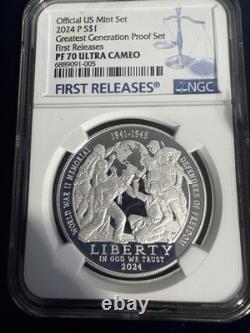 Official US Mint Set
2024 P S$1
Greatest Generation Proof Set
First Releases
PF 70 ULTRA CAMEO
6889091-005
FIRST RELEASES
NGC
1941-1945
WORLD WAR II MEMORIAL
DEFENDERS OF FREEDOM
LIBERTY
IN GOD WE TRUST
2024